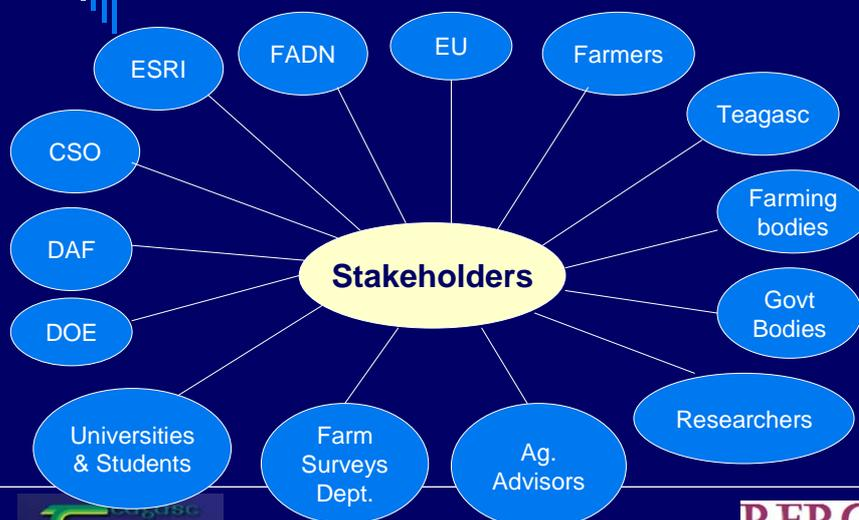 ESRI
FADN
EU
Farmers
Teagasc
CSO
Farming
bodies
DAF
Stakeholders
Govt
Bodies
DOE
Researchers
Universities
& Students
Farm
Surveys
Dept.
Ag.
Advisors